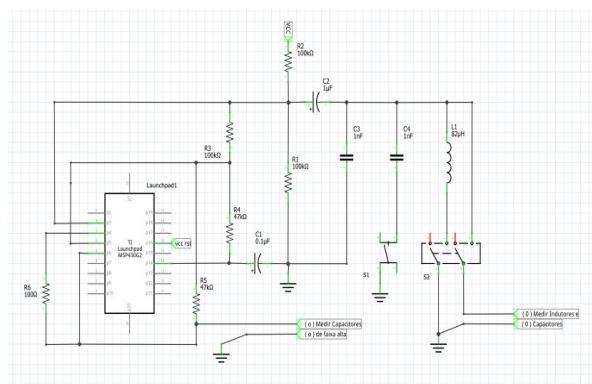 VCC
R2
100kΩ
C2
1µF
R3
100kΩ
R1
100kΩ
C3
1nF
C4
1nF
L1
82µH
Launchpad1
TI
Launchpad
MSP430G2
vcc rst
R4
47kΩ
C1
0.1µF
R6
100Ω
R5
47kΩ
S1
S2
( o ) Medir Capacitores
( o ) de faixa alta
( 0 ) Medir Indutores e
( 0 ) Capacitores